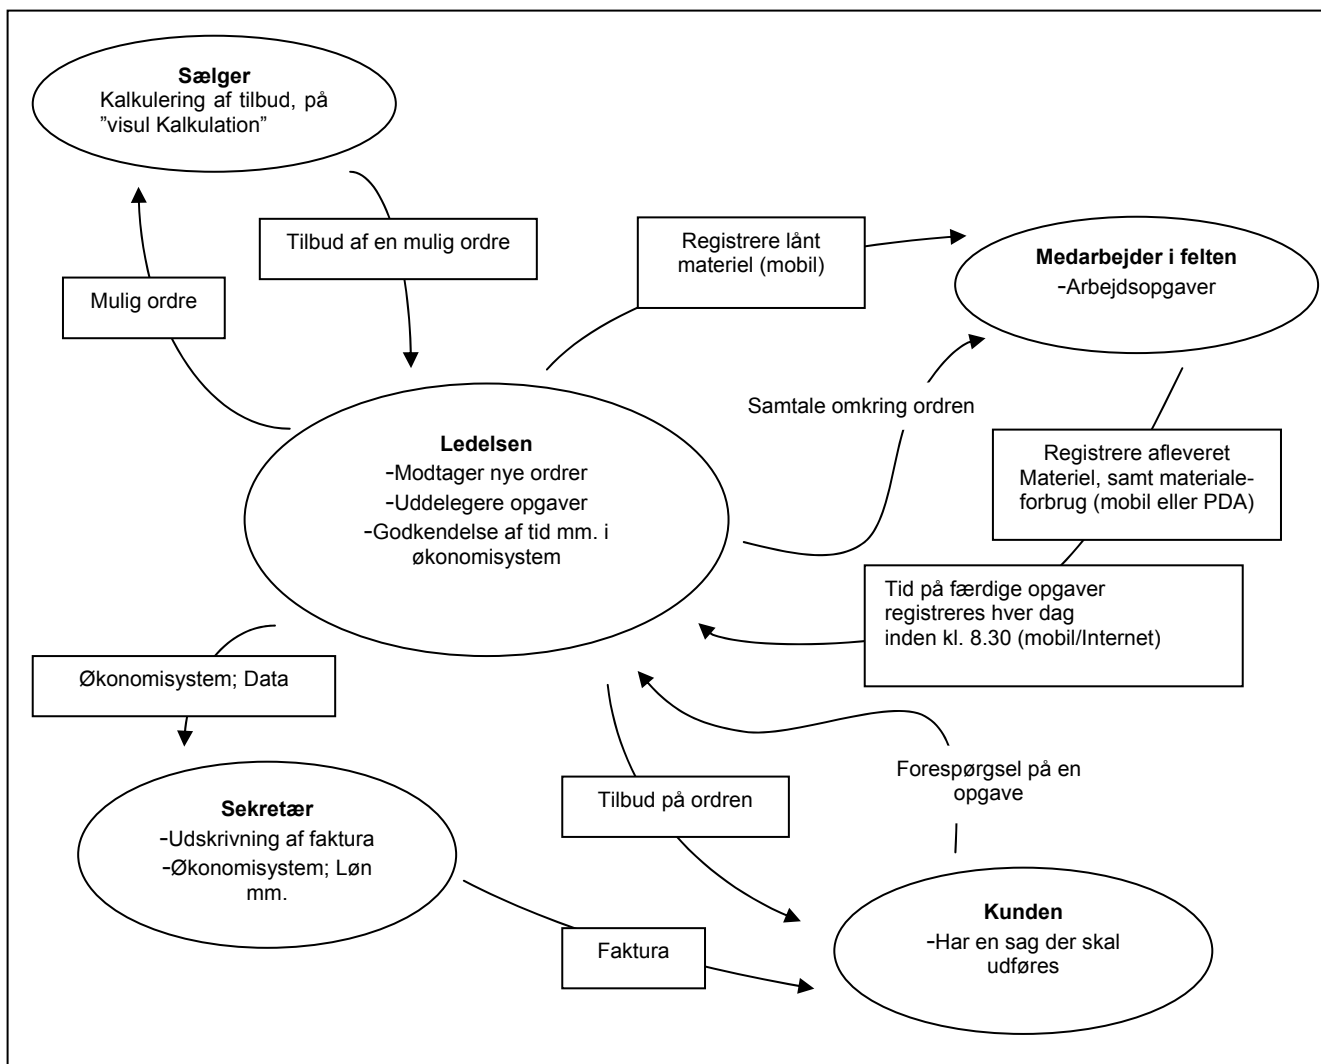 Sælger
Kalkulering af tilbud, på
”visul Kalkulation”
Tilbud af en mulig ordre
Mulig ordre
Registrere lånt
materiel (mobil)
Medarbejder i felten
-Arbejdsopgaver
Samtale omkring ordren
Registrere afleveret
Materiel, samt materiale-
forbrug (mobil eller PDA)
Ledelsen
-Modtager nye ordrer
-Uddelegere opgaver
-Godkendelse af tid mm. i
økonomisystem
Tid på færdige opgaver
registreres hver dag
inden kl. 8.30 (mobil/Internet)
Økonomisystem; Data
Sekretær
-Udskrivning af faktura
-Økonomisystem; Løn
mm.
Tilbud på ordren
Forespørgsel på en
opgave
Faktura
Kunden
-Har en sag der skal
udføres